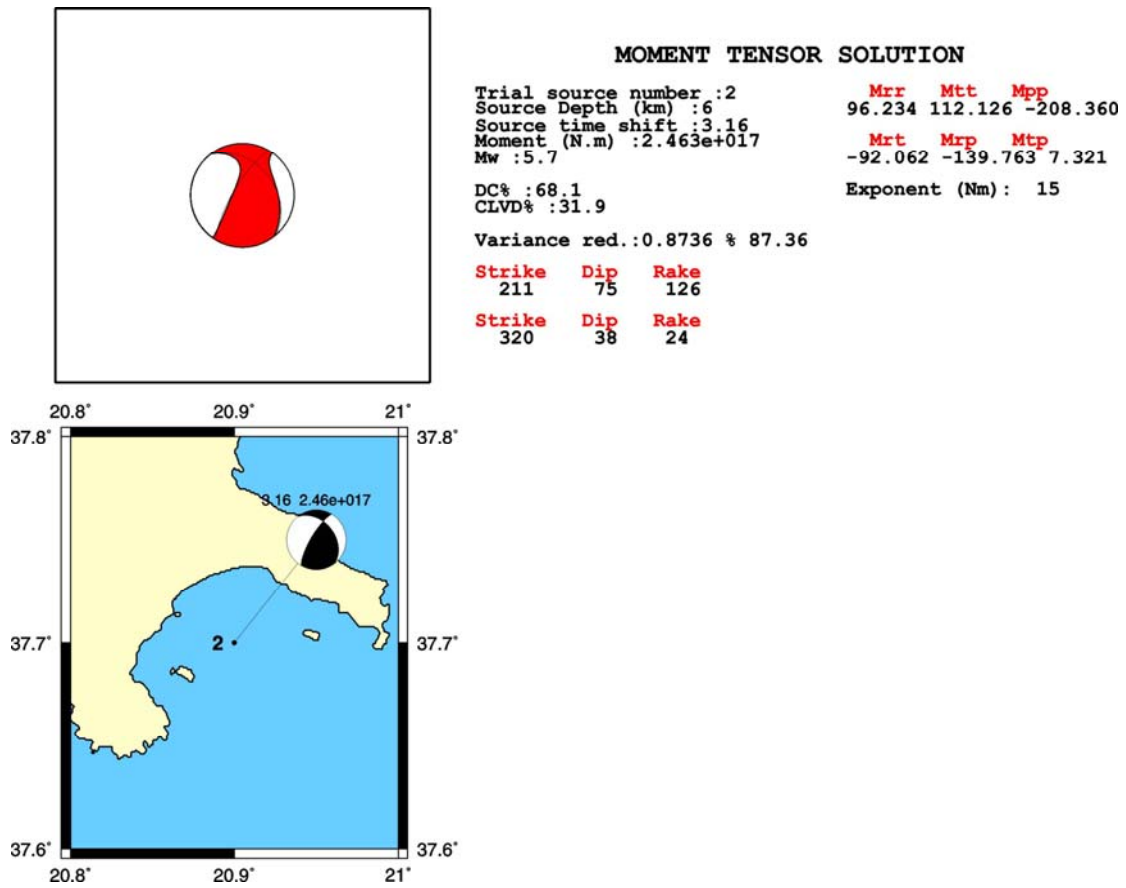 MOMENT TENSOR SOLUTION
Trial source number :2
Source Depth (km) :6
Source time shift :3.16
Moment (N.m) :2.463e+017
Mw :5.7
DC% :68.1
CLVD% :31.9
Variance red.:0.8736 % 87.36
Strike Dip Rake
211 75 126
Strike Dip Rake
320 38 24
Mrr Mtt Mpp
96.234 112.126 -208.360
Mrt Mrp Mtp
-92.062 -139.763 7.321
Exponent (Nm): 15
20.8° 20.9° 21°
37.8° 37.8°
3.16 2.46e+017
37.7° 2 37.7°
37.6° 37.6°
20.8° 20.9° 21°